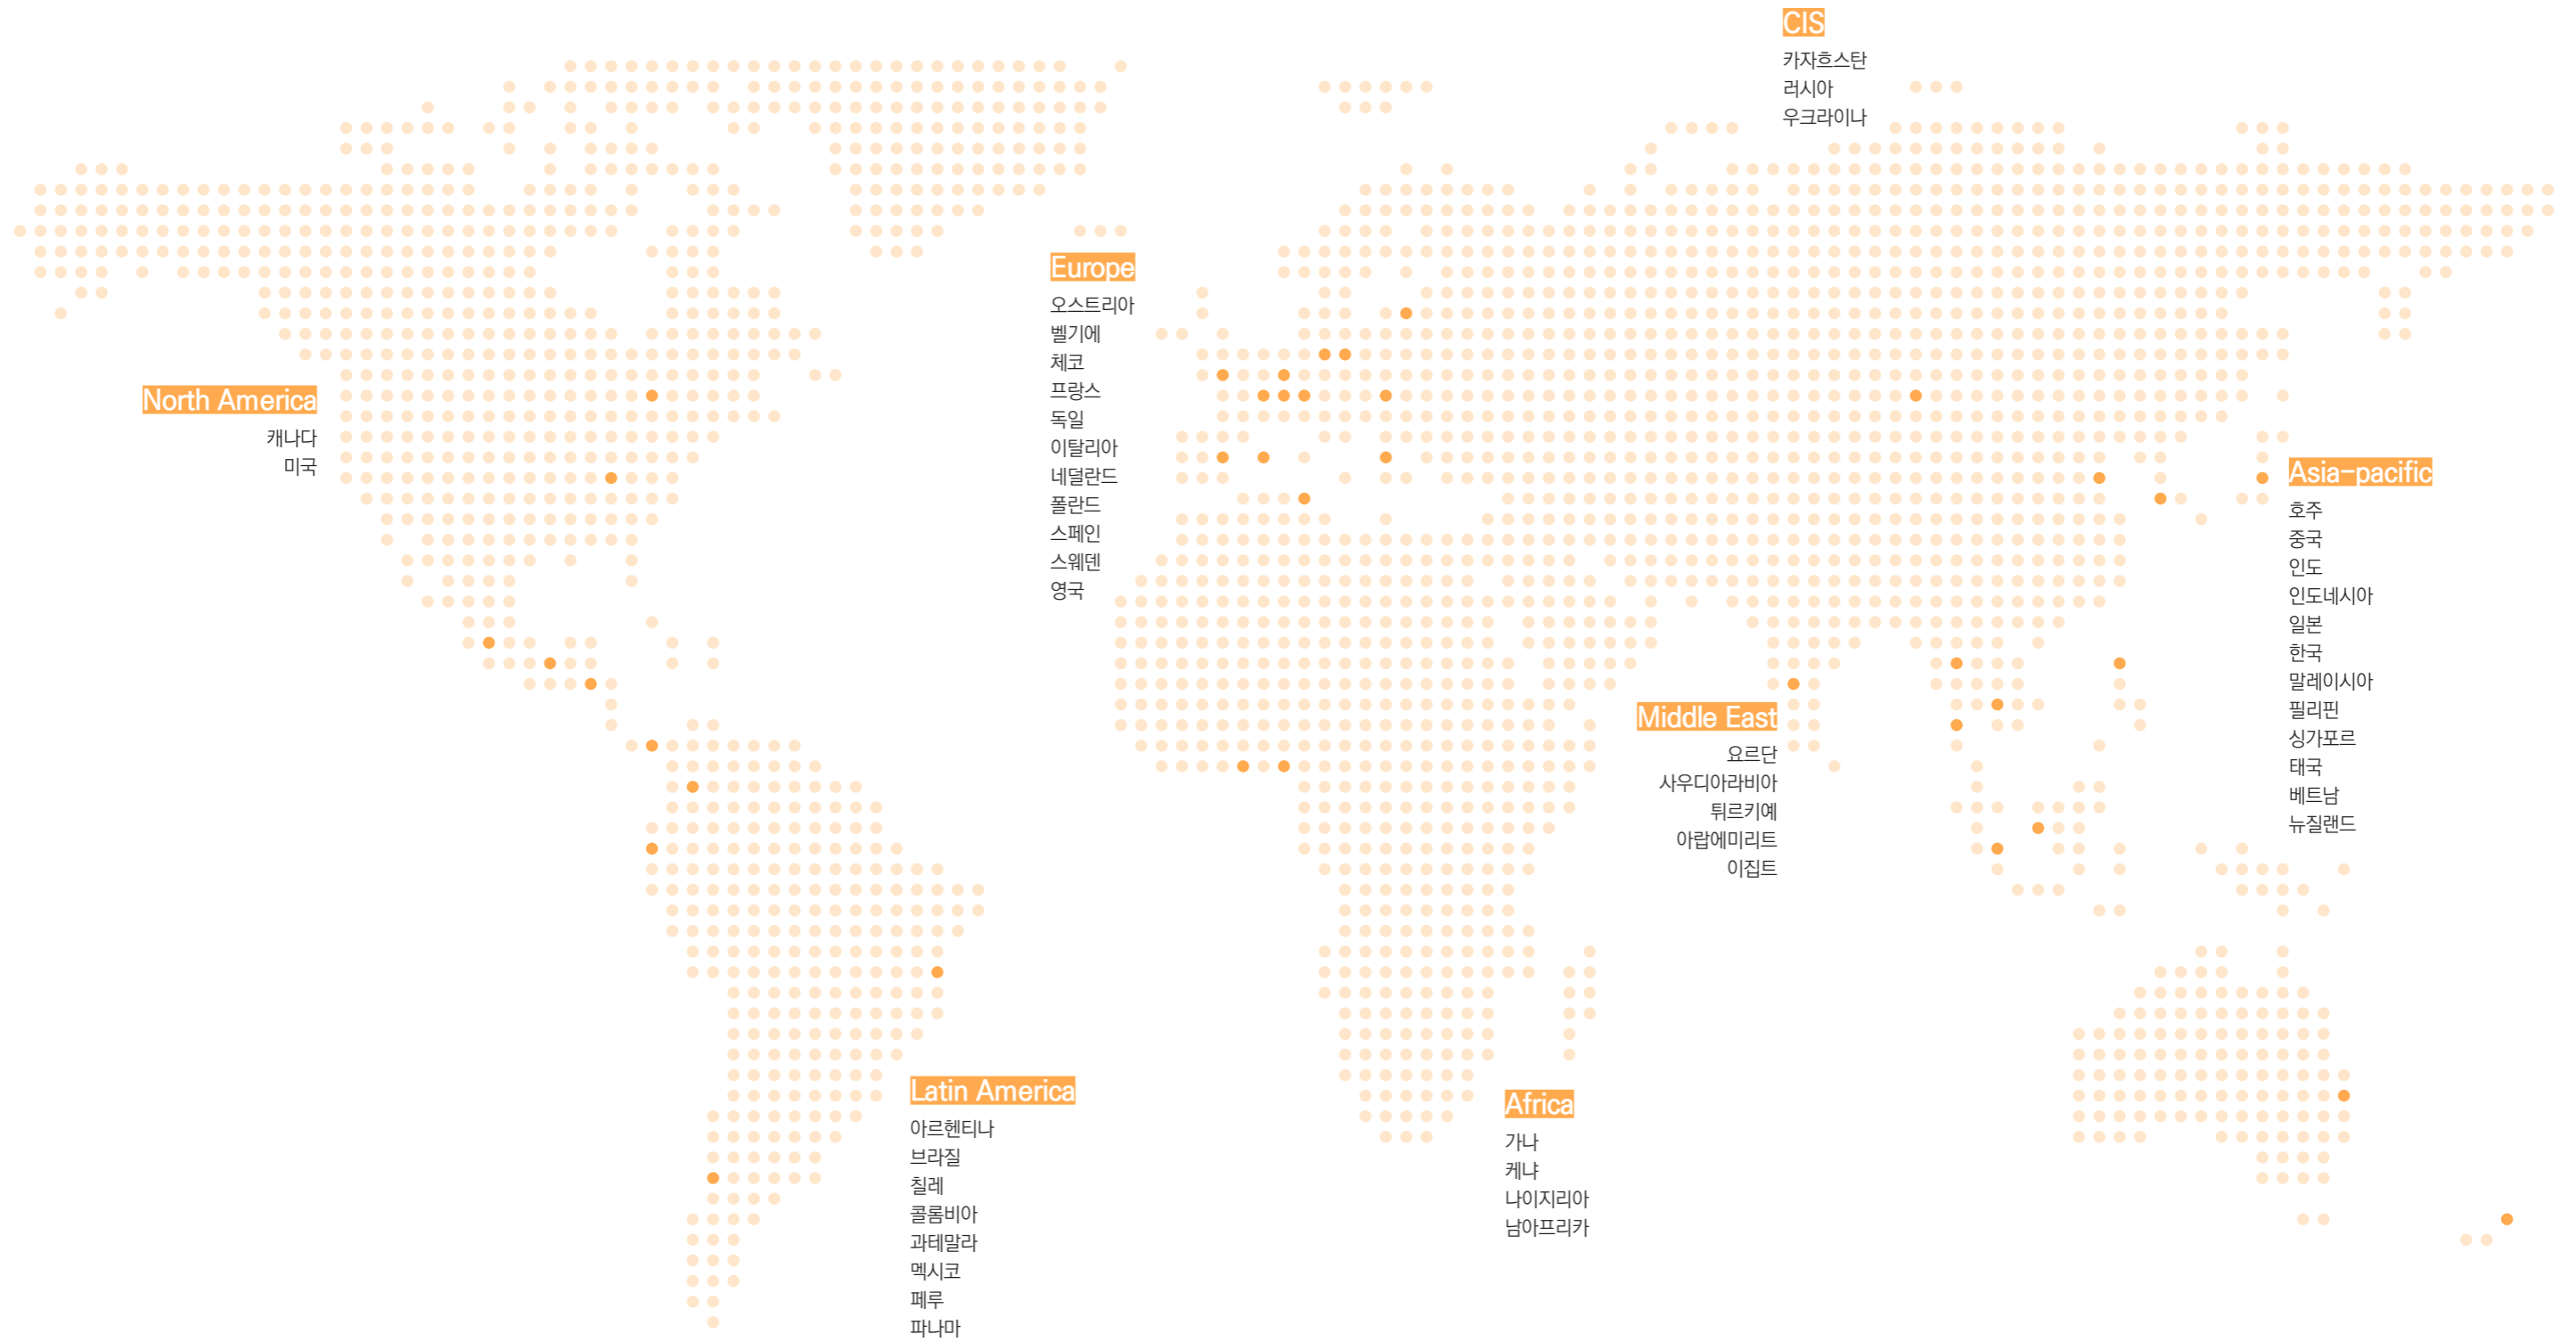 CIS
카자흐스탄
러시아
우크라이나
Europe
오스트리아
벨기에
체코
프랑스
독일
이탈리아
네덜란드
폴란드
스페인
스웨덴
영국
North America
캐나다
미국
Asia-pacific
호주
중국
인도
인도네시아
일본
한국
말레이시아
필리핀
싱가포르
태국
베트남
뉴질랜드
Middle East
요르단
사우디아라비아
튀르키예
아랍에미리트
이집트
Latin America
아르헨티나
브라질
칠레
콜롬비아
과테말라
멕시코
페루
파나마
Africa
가나
케냐
나이지리아
남아프리카